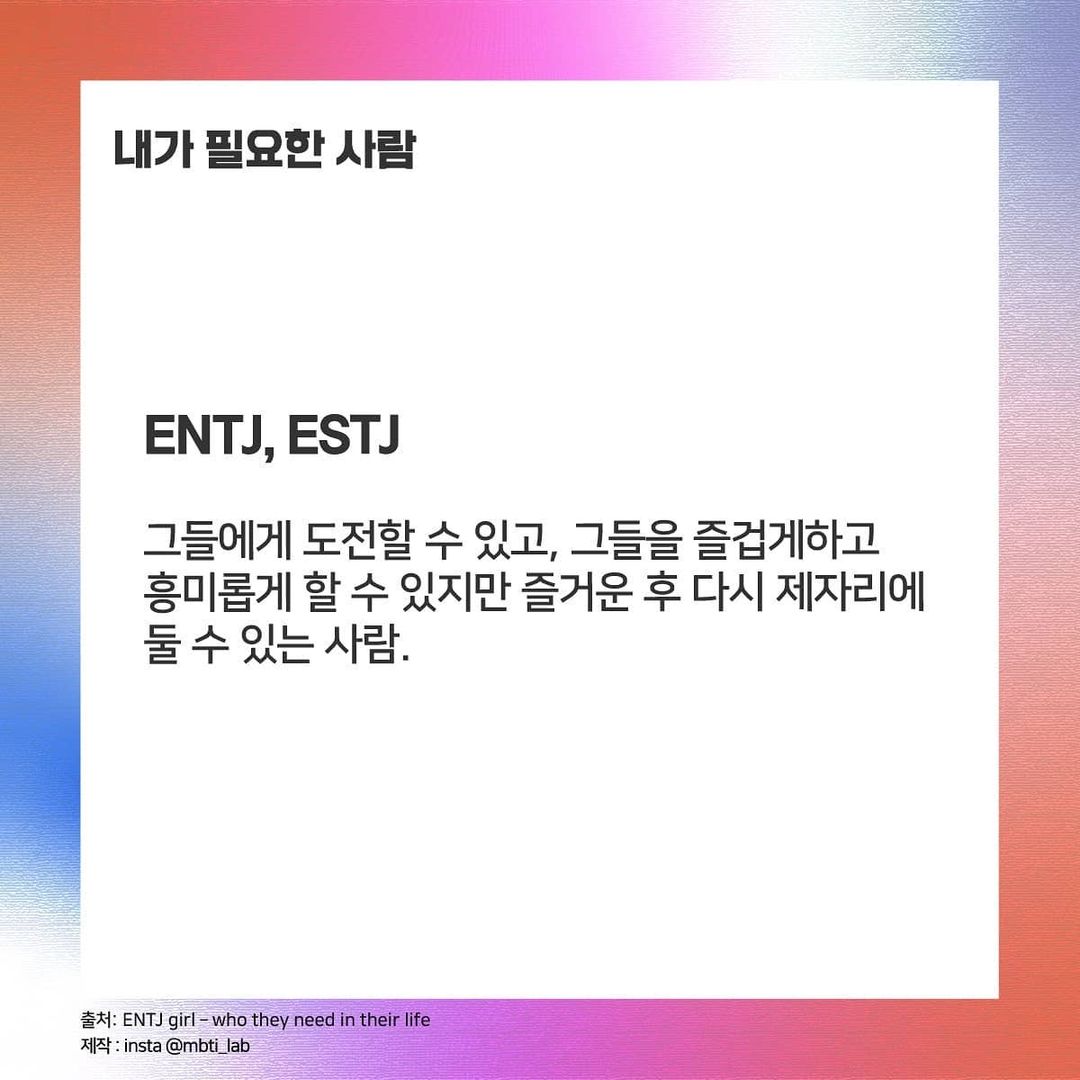 내가 필요한 사람
ENTJ, ESTJ
그들에게 도전할 수 있고, 그들을 즐겁게하고
흥미롭게 할 수 있지만 즐거운 후 다시 제자리에
둘 수 있는 사람.
출처: ENTJ girl – who they need in their life
제작 : insta @mbti_lab